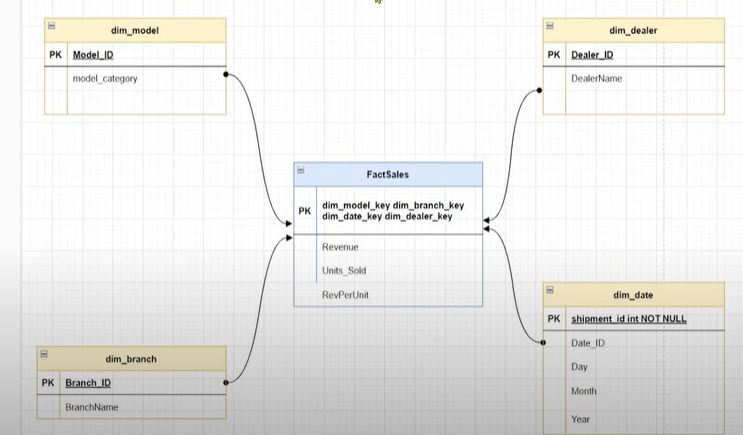 dim_model
PK Model_ID
model_category
dim_dealer
PK Dealer_ID
DealerName
FactSales
PK dim_model_key dim_branch_key
dim_date_key dim_dealer_key
Revenue
Units_Sold
RevPerUnit
dim_branch
PK Branch_ID
BranchName
dim_date
PK shipment_id int NOT NULL
Date_ID
Day
Month
Year